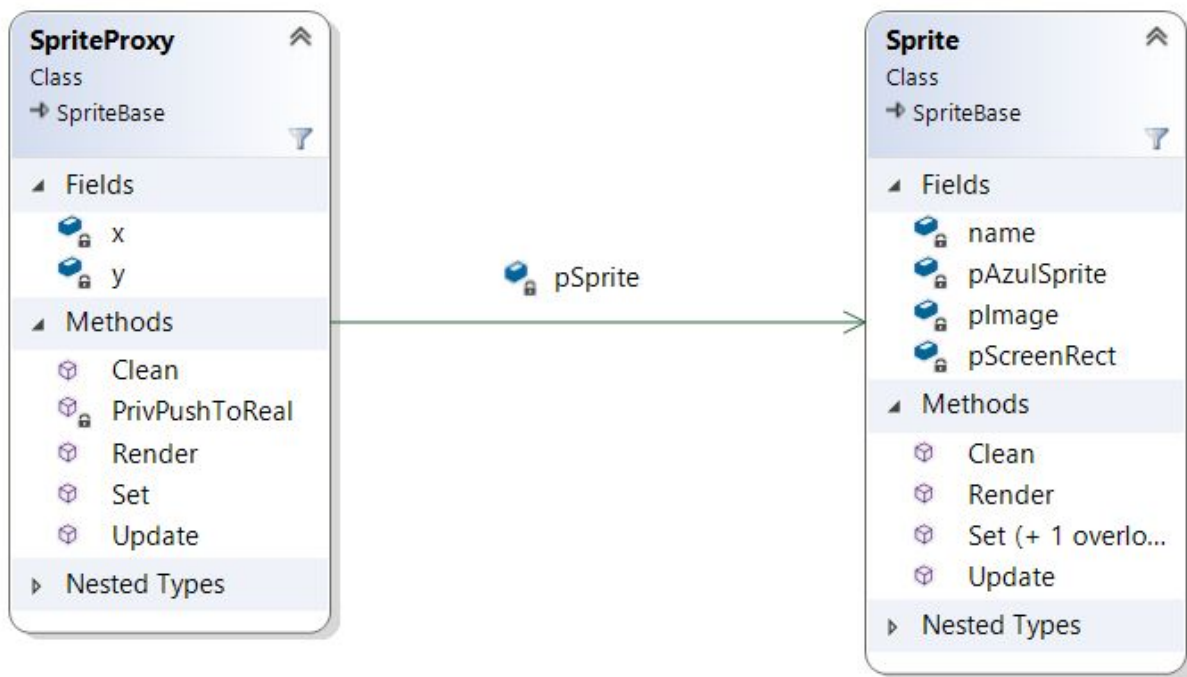 SpriteProxy
Class
SpriteBase
Fields
x
y
Methods
Clean
PrivPushToReal
Render
Set
Update
Nested Types
pSprite
Sprite
Class
SpriteBase
Fields
name
pAzulSprite
pImage
pScreenRect
Methods
Clean
Render
Set (+ 1 overlo...
Update
Nested Types